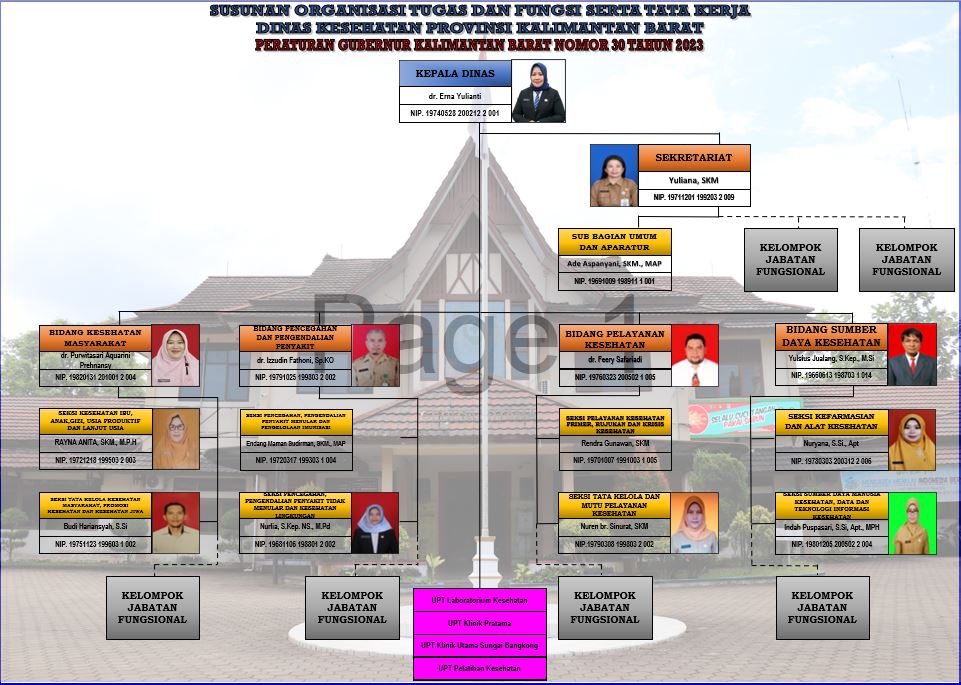 SUSUNAN ORGANISASI TUGAS DAN FUNGSI SERTA TATA KERJA
DINAS KESEHATAN PROVINSI KALIMANTAN BARAT
PERATURAN GUBERNUR KALIMANTAN BARAT NOMOR 30 TAHUN 2023
KEPALA DINAS
dr. Erna Yulianti
NIP. 19740528 200212 2 001
SEKRETARIAT
Yuliana, SKM
NIP. 19711201 199203 2 009
SUB BAGIAN UMUM
DAN APARATUR
Ade Aspanyani, SKM., MAP
NIP. 19691009 198911 1 001
KELOMPOK
JABATAN
FUNGSIONAL
KELOMPOK
JABATAN
FUNGSIONAL
Page 1
BIDANG KESEHATAN
MASYARAKAT
dr. Purwitasari Aquarini
Prehnansy
NIP. 19820131 201001 2 004
BIDANG PENCEGAHAN
DAN PENGENDALIAN
PENYAKIT
dr. Izzudin Fathoni, Sp.KO
NIP. 19791025 199803 2 002
BIDANG PELAYANAN
KESEHATAN
dr. Feery Safariadi
NIP. 19760323 200502 1 005
BIDANG SUMBER
DAYA KESEHATAN
Yulsius Jualang, S.Kep., M.Si
NIP. 19660613 198703 1 014
SEKSI KESEHATAN IBU,
ANAK,GIZI, USIA PRODUKTIF
DAN LANJUT USIA
RAYNA ANITA, SKM., M.P.H
NIP. 19721218 199503 2 003
SEKSI PENCEGAHAN, PENGENDALIAN
PENYAKIT MENULAR DAN
PENGELOLAAN IMUNISASI
Endang Maman Sudirman, SKM., MAP
NIP. 19720317 199303 1 004
SEKSI PELAYANAN KESEHATAN
PRIMER, RUJUKAN DAN KRISIS
KESEHATAN
Rendra Gunawan, SKM
NIP. 19701007 1991003 1 005
SELALU CUCI TANGAN
PAKAI SABUN
SEKSI KEFARMASIAN
DAN ALAT KESEHATAN
Nuryana, S.Si., Apt
NIP. 19780303 200312 2 006
SEKSI TATA KELOLA KESEHATAN
MASYARAKAT, PROMOSI
KESEHATAN DAN KESEHATAN JIWA
Budi Hariansyah, S.Si
NIP. 19751123 199603 1 002
SEKSI PENCEGAHAN,
PENGENDALIAN PENYAKIT TIDAK
MENULAR DAN KESEHATAN
LINGKUNGAN
Nurlia, S.Kep. NS., M.Pd
NIP. 19681106 198801 2 002
SEKSI TATA KELOLA DAN
MUTU PELAYANAN
KESEHATAN
Nuren br. Sinurat, SKM
NIP. 19790308 199803 2 002
SEKSI SUMBER DAYA MANUSIA
KESEHATAN, DATA DAN
TEKNOLOGI INFORMASI
KESEHATAN
Indah Puspasari, S.Si, Apt., MPH
NIP. 19801205 200502 2 004
KELOMPOK
JABATAN
FUNGSIONAL
KELOMPOK
JABATAN
FUNGSIONAL
UPT Laboratorium Kesehatan
UPT Klinik Pratama
UPT Klinik Utama Sungai Bangkong
UPT Pelatihan Kesehatan
KELOMPOK
JABATAN
FUNGSIONAL
KELOMPOK
JABATAN
FUNGSIONAL